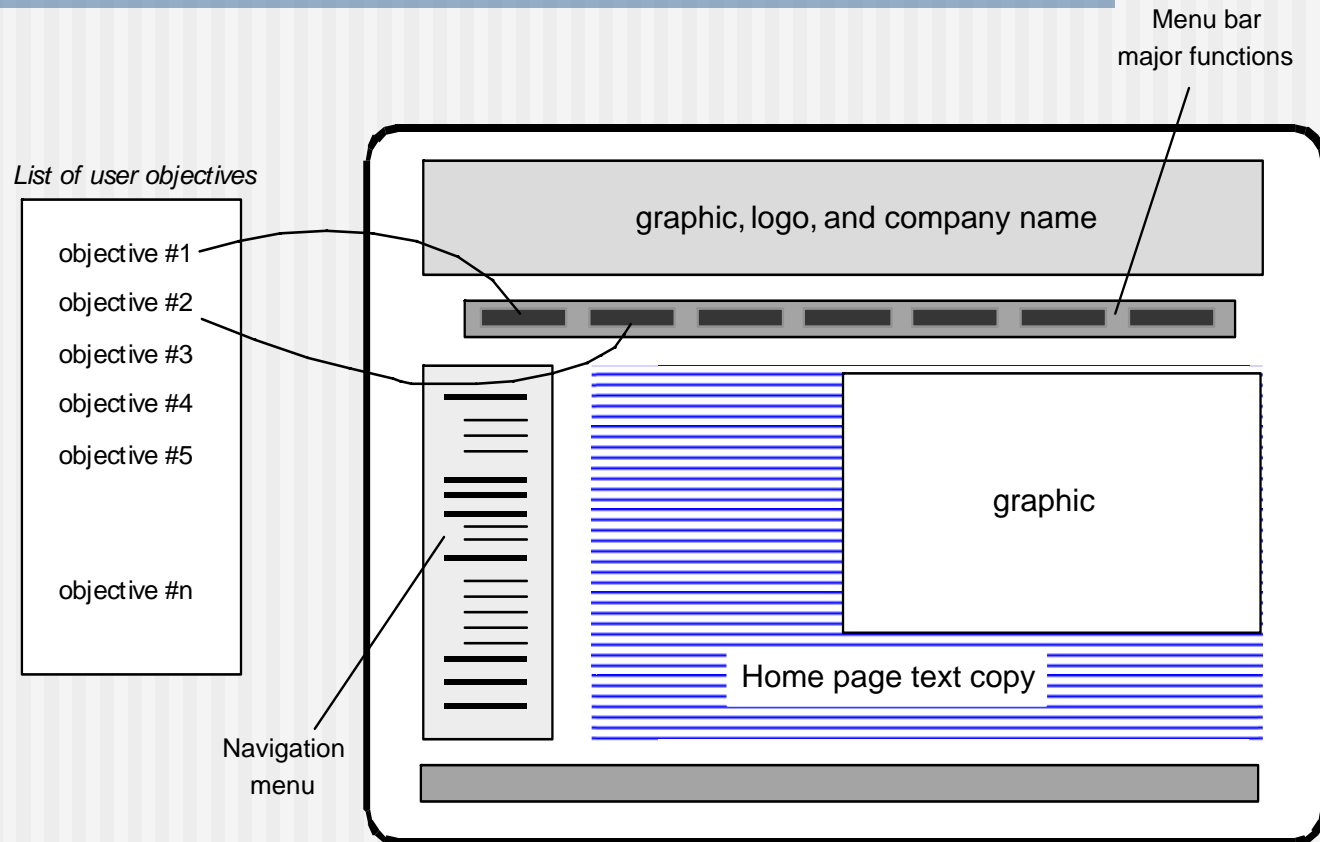 Menu bar
major functions
List of user objectives
graphic, logo, and company name
objective #1
objective #2
objective #3
objective #4
objective #5
graphic
objective #n
Home page text copy
Navigation
menu